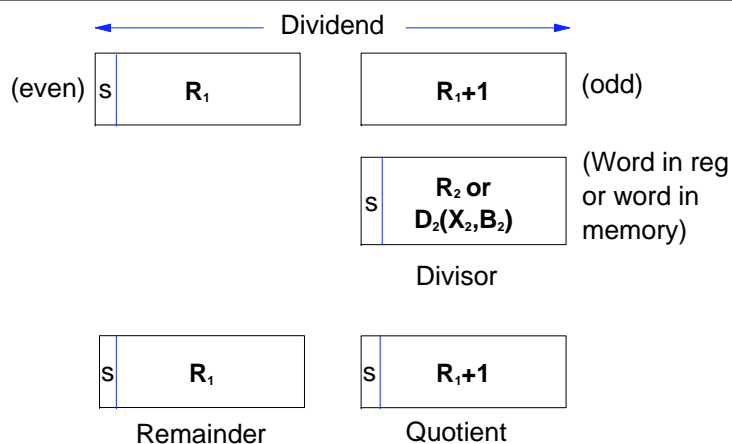 Dividend
(even) s R₁ R₁+1 (odd)
(Word in reg
or word in
memory)
s R₂ or
D₂(X₂,B₂)
Divisor
s R₁ s R₁+1
Remainder Quotient